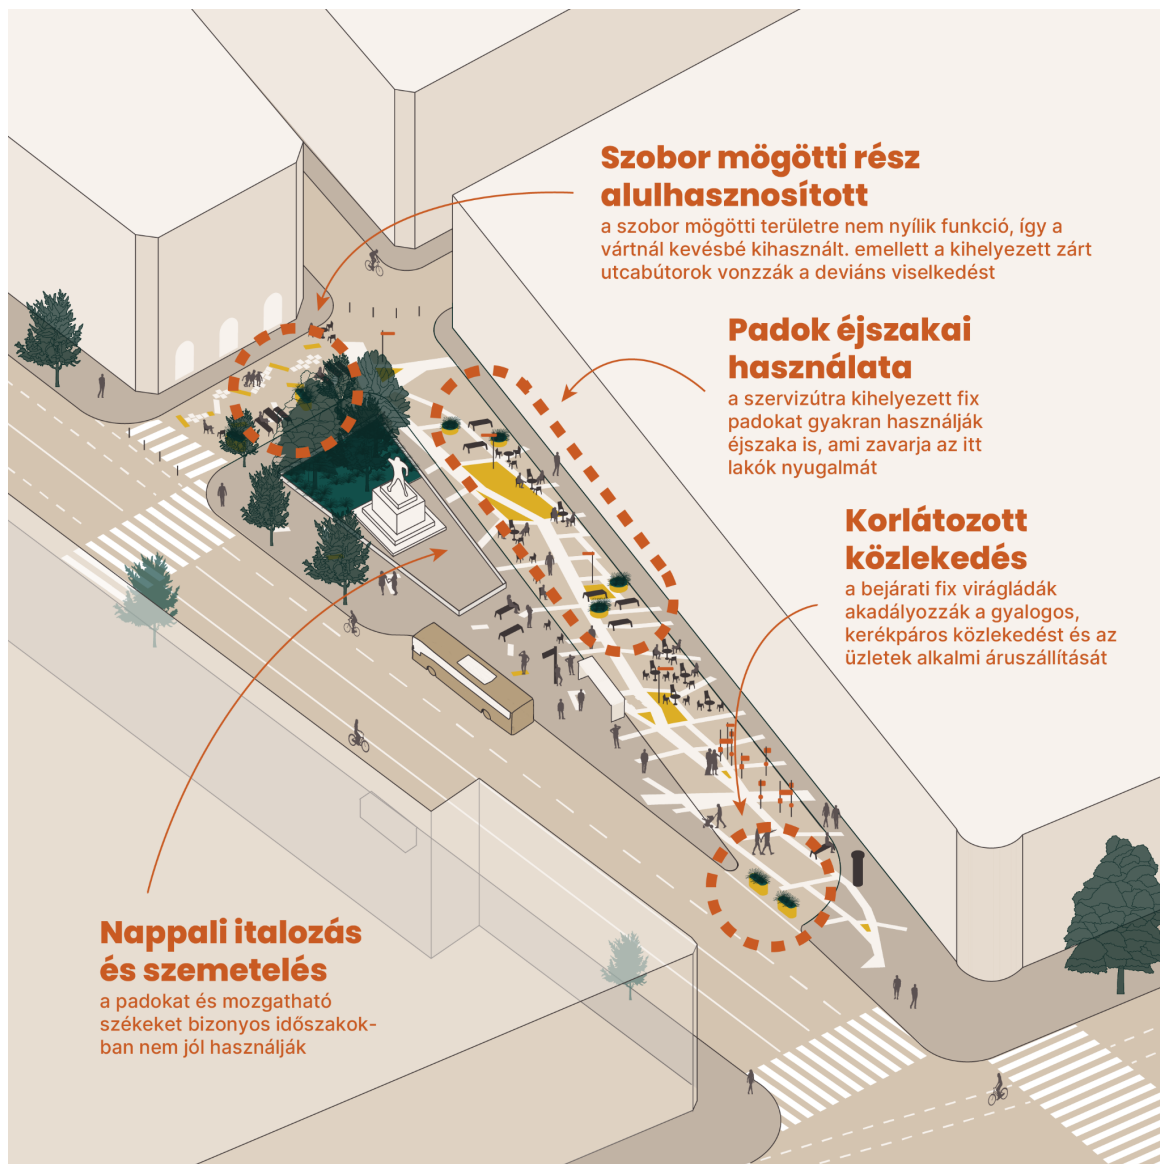 Szobor mögötti rész
alulhasznosított
a szobor mögötti területre nem nyílik funkció, így a
vártnál kevésbé kihasznált. emellett a kihelyezett zárt
utcabútorok vonzzák a deviáns viselkedést
Padok éjszakai
használata
a szervizútra kihelyezett fix
padokat gyakran használják
éjszaka is, ami zavarja az itt
lakók nyugalmát
Korlátozott
közlekedés
a bejárati fix virágládák
akadályozzák a gyalogos,
kerékpáros közlekedést és az
üzletek alkalmi áruszállítását
Nappali italozás
és szemetelés
a padokat és mozgatható
székeket bizonyos időszakok-
ban nem jól használják